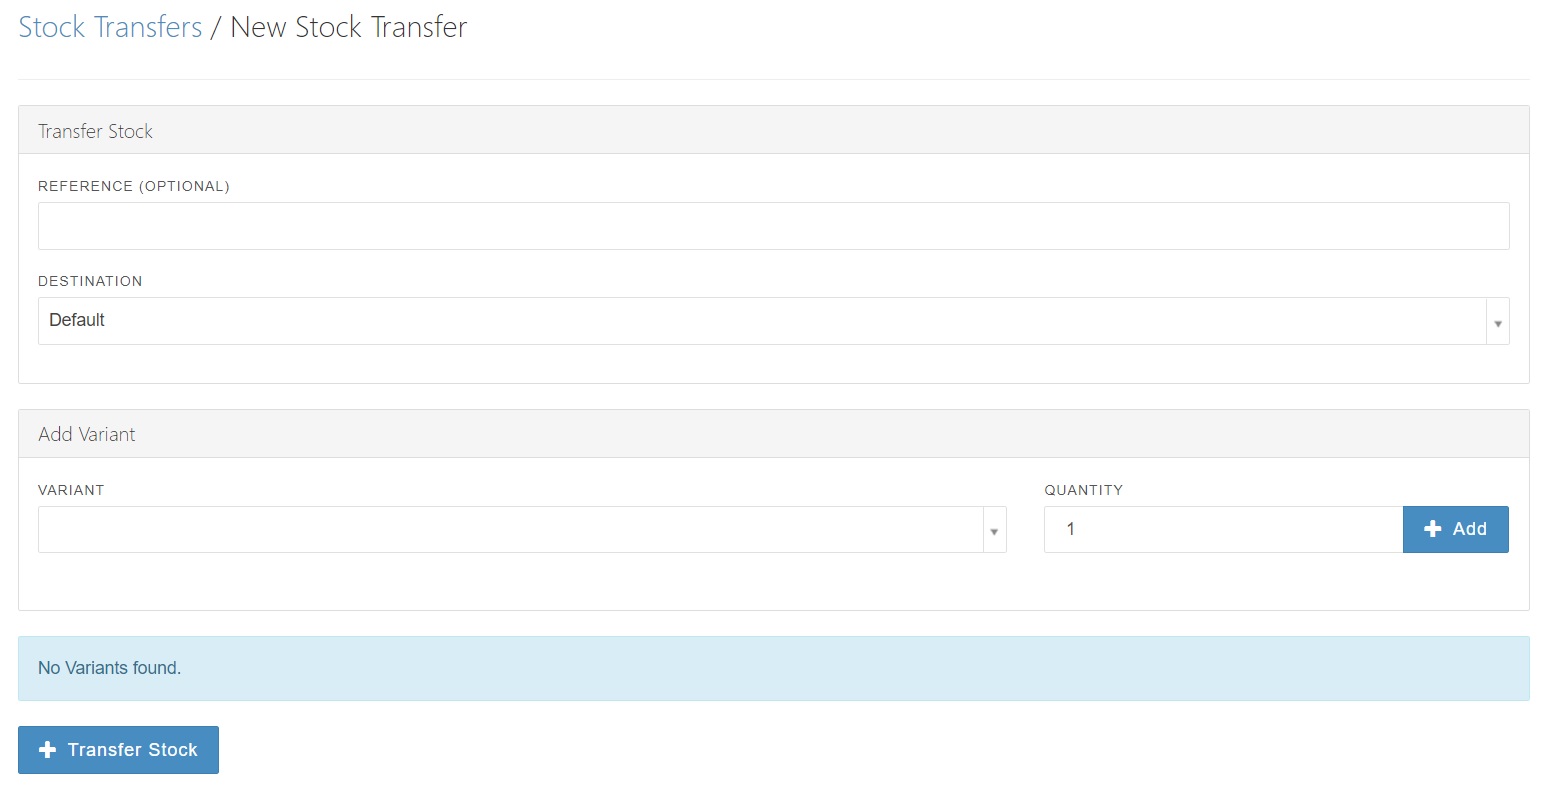 Stock Transfers / New Stock Transfer
Transfer Stock
REFERENCE (OPTIONAL)
DESTINATION
Default
Add Variant
VARIANT
QUANTITY
1
Add
No Variants found.
Transfer Stock